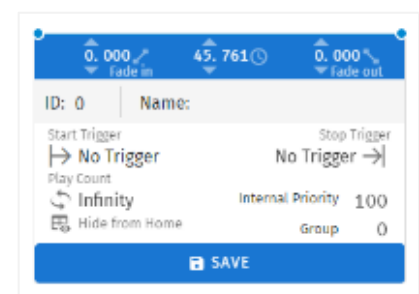 0. 000 45. 761 0. 000
Fade in Fade out
ID: 0 Name:
Start Trigger Stop Trigger
No Trigger No Trigger
Play Count
Infinity Internal Priority 100
Hide from Home Group 0
SAVE